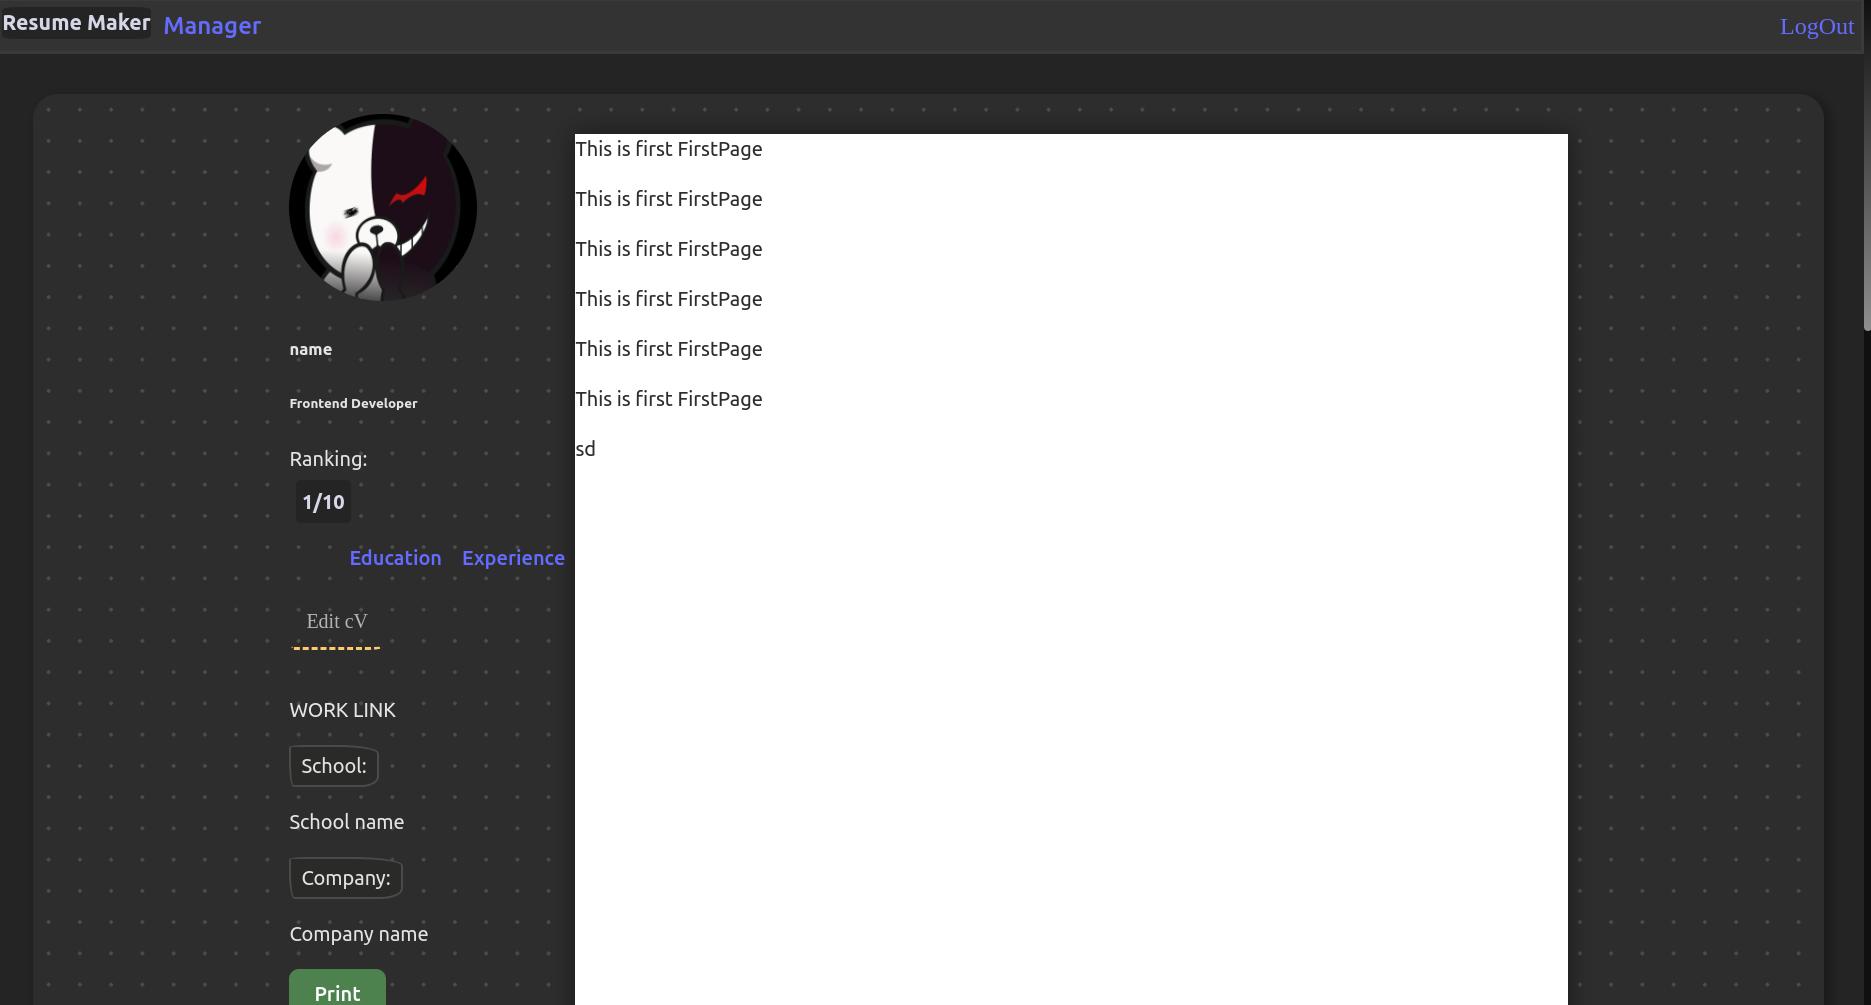 Resume Maker Manager LogOut
name
Frontend Developer
Ranking:
1/10
Education Experience
Edit cV
WORK LINK
School:
School name
Company:
Company name
Print
This is first FirstPage
This is first FirstPage
This is first FirstPage
This is first FirstPage
This is first FirstPage
This is first FirstPage
sd